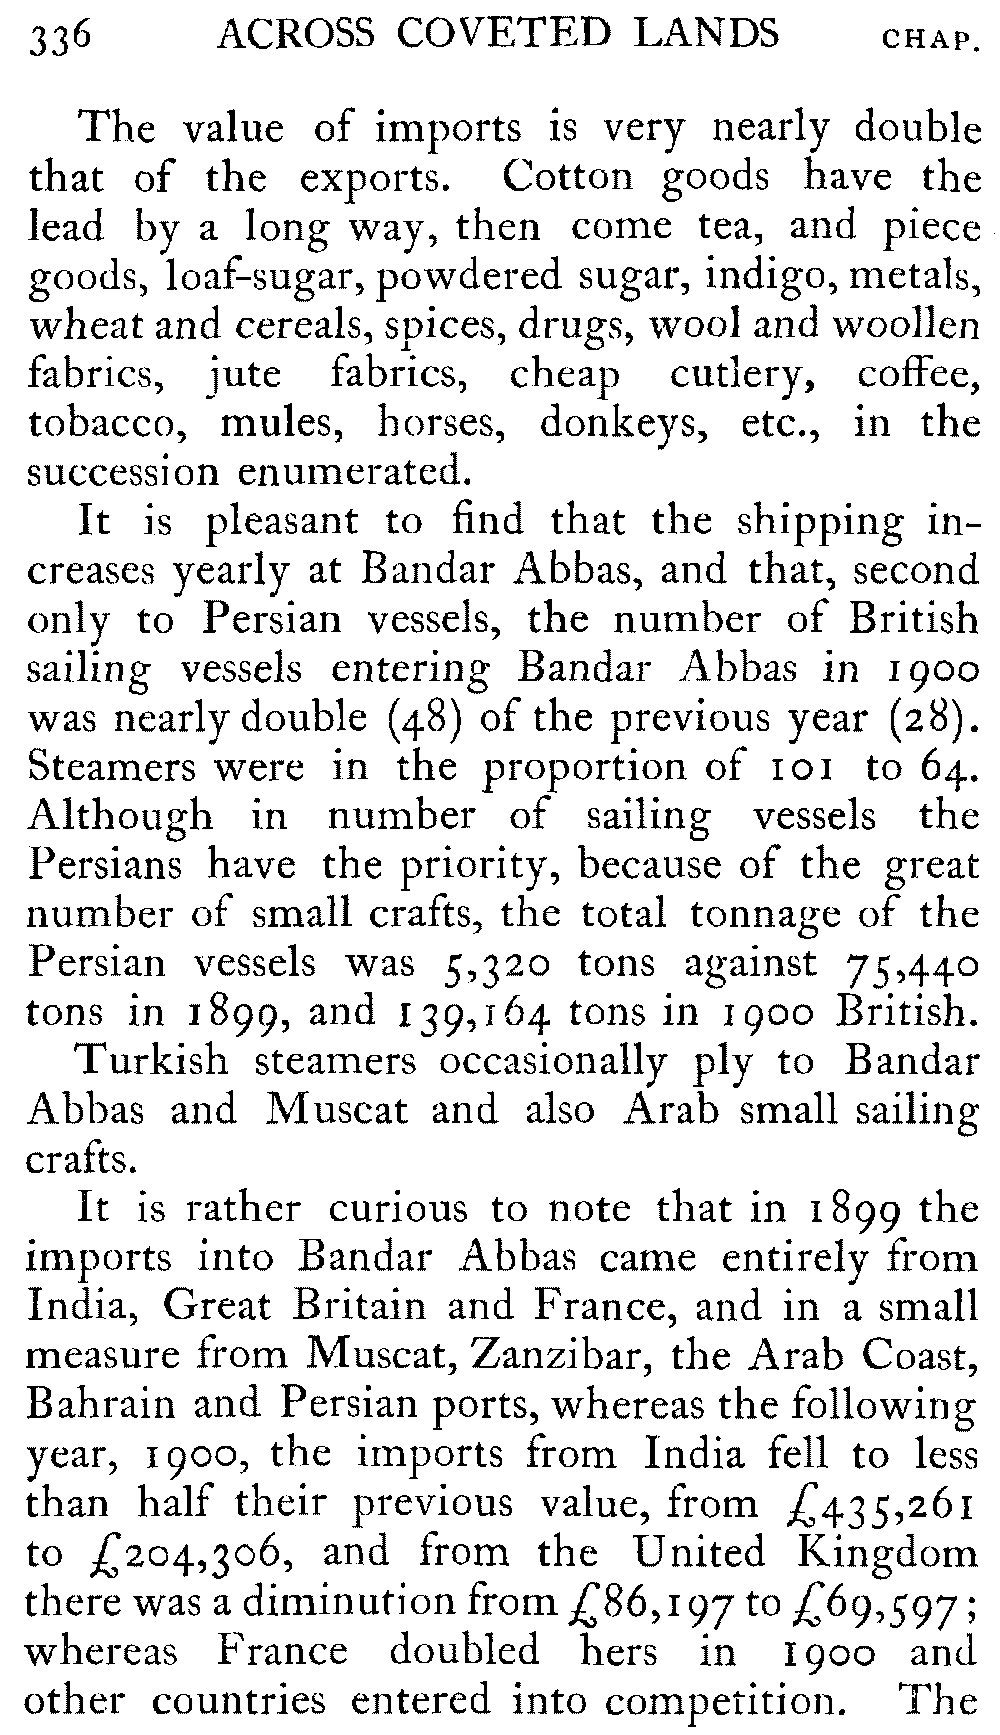 336 ACROSS COVETED LANDS CHAP.
The value of imports is very nearly double
that of the exports. Cotton goods have the
lead by a long way, then come tea, and piece
goods, loaf-sugar, powdered sugar, indigo, metals,
wheat and cereals, spices, drugs, wool and woollen
fabrics, jute fabrics, cheap cutlery, coffee,
tobacco, mules, horses, donkeys, etc., in the
succession enumerated.
It is pleasant to find that the shipping in-
creases yearly at Bandar Abbas, and that, second
only to Persian vessels, the number of British
sailing vessels entering Bandar Abbas in 1900
was nearly double (48) of the previous year (28).
Steamers were in the proportion of 101 to 64.
Although in number of sailing vessels the
Persians have the priority, because of the great
number of small crafts, the total tonnage of the
Persian vessels was 5,320 tons against 75,440
tons in 1899, and 139,164 tons in 1900 British.
Turkish steamers occasionally ply to Bandar
Abbas and Muscat and also Arab small sailing
crafts.
It is rather curious to note that in 1899 the
imports into Bandar Abbas came entirely from
India, Great Britain and France, and in a small
measure from Muscat, Zanzibar, the Arab Coast,
Bahrain and Persian ports, whereas the following
year, 1900, the imports from India fell to less
than half their previous value, from £435,261
to £204,306, and from the United Kingdom
there was a diminution from £86,197 to £69,597;
whereas France doubled hers in 1900 and
other countries entered into competition. The